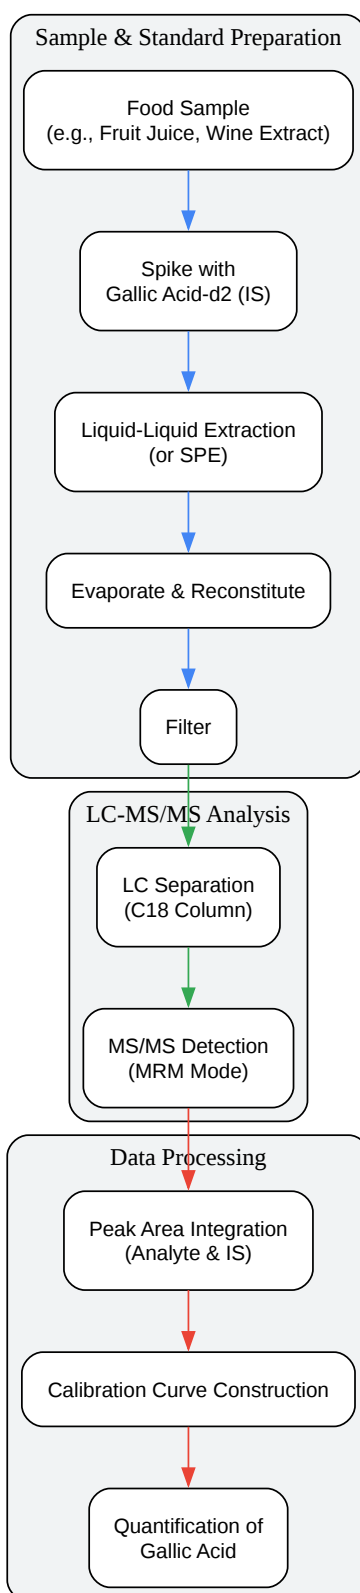 Sample & Standard Preparation
Food Sample
(e.g., Fruit Juice, Wine Extract)
Spike with
Gallic Acid-d2 (IS)
Liquid-Liquid Extraction
(or SPE)
Evaporate & Reconstitute
Filter
LC-MS/MS Analysis
LC Separation
(C18 Column)
MS/MS Detection
(MRM Mode)
Data Processing
Peak Area Integration
(Analyte & IS)
Calibration Curve Construction
Quantification of
Gallic Acid